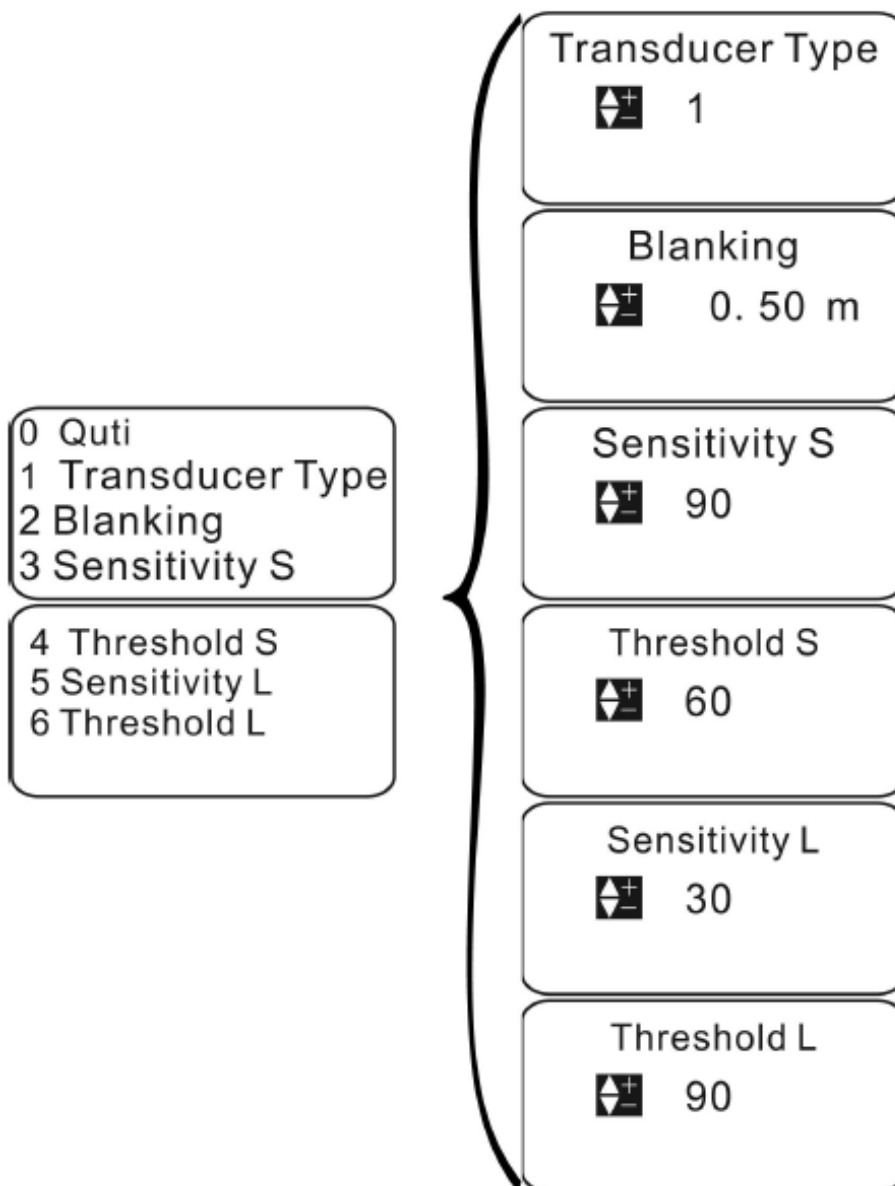 0 Quti
1 Transducer Type
2 Blanking
3 Sensitivity S
4 Threshold S
5 Sensitivity L
6 Threshold L
Transducer Type
1
Blanking
0. 50 m
Sensitivity S
90
Threshold S
60
Sensitivity L
30
Threshold L
90